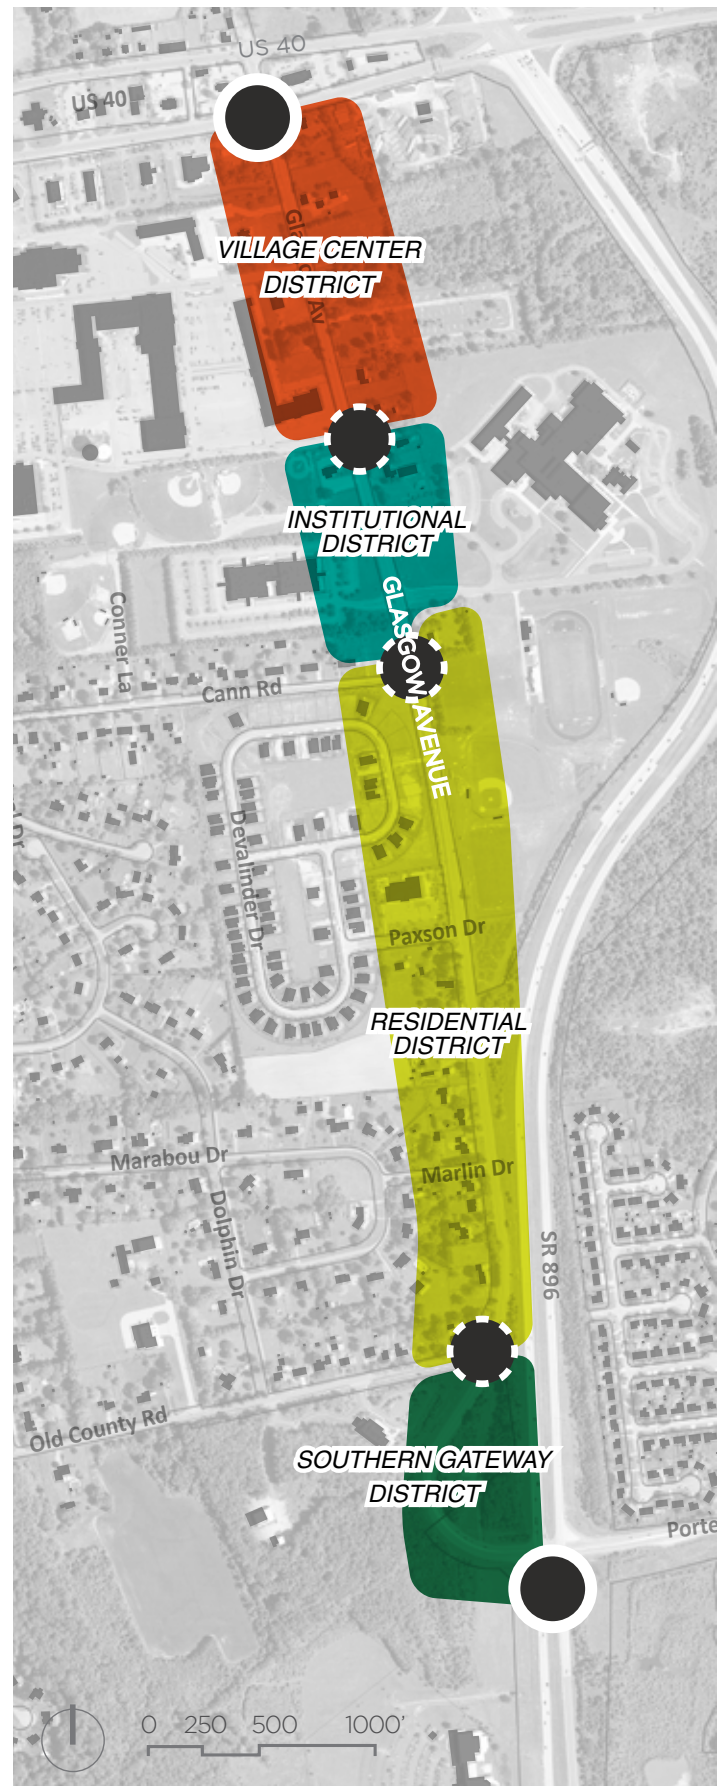 US 40
US 40
VILLAGE CENTER
DISTRICT
INSTITUTIONAL
DISTRICT
GLASGOW AVENUE
Conner La
Cann Rd
Devalinder Dr
Paxson Dr
RESIDENTIAL
DISTRICT
Marabou Dr
Marlin Dr
Dolphin Dr
SR 896
Old County Rd
SOUTHERN GATEWAY
DISTRICT
Porte
0 250 500 1000'